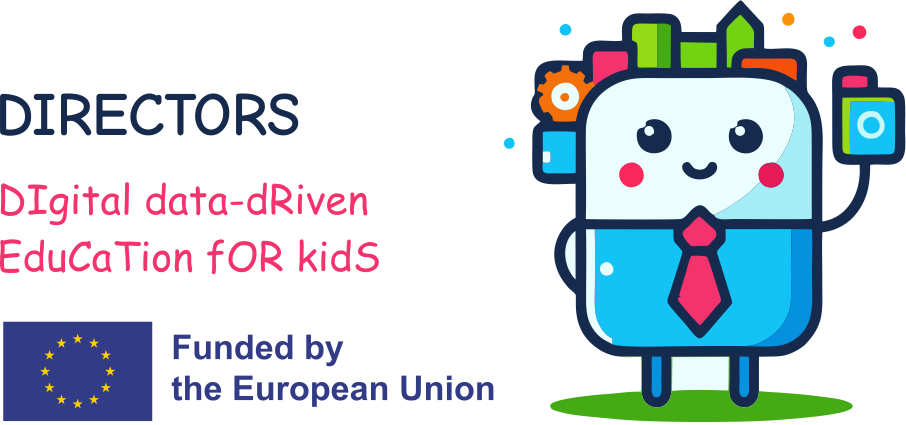 DIRECTORS
DIgital data-dRiven
EduCaTion fOR kidS
Funded by
the European Union